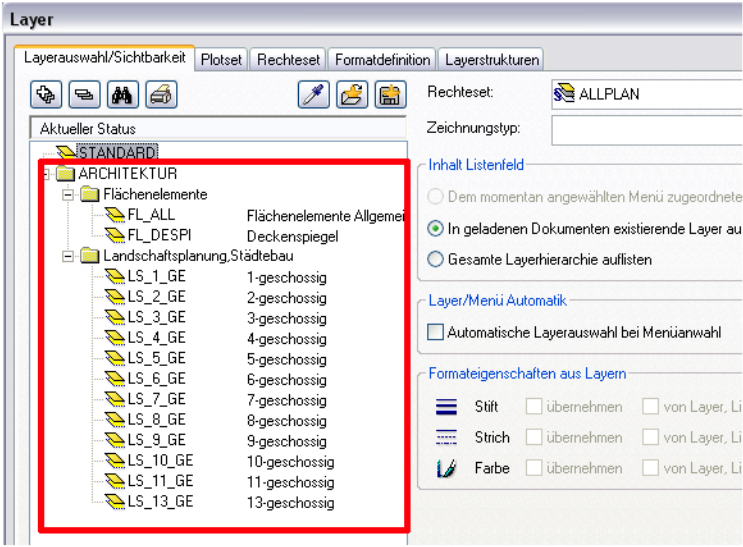 Layer
Layerauswahl/Sichtbarkeit Plotset Rechteset Formatdefinition Layerstrukturen
Aktueller Status
STANDARD
ARCHITEKTUR
Flächenelemente
FL_ALL Flächenelemente Allgemei
FL_DESPI Deckenspiegel
Landschaftsplanung,Städtebau
LS_1_GE 1-geschossig
LS_2_GE 2-geschossig
LS_3_GE 3-geschossig
LS_4_GE 4-geschossig
LS_5_GE 5-geschossig
LS_6_GE 6-geschossig
LS_7_GE 7-geschossig
LS_8_GE 8-geschossig
LS_9_GE 9-geschossig
LS_10_GE 10-geschossig
LS_11_GE 11-geschossig
LS_13_GE 13-geschossig
Rechteset: § ALLPLAN
Zeichnungstyp:
Inhalt Listenfeld
Dem momentan angewählten Menü zugeordnete
In geladenen Dokumenten existierende Layer au
Gesamte Layerhierarchie auflisten
Layer/Menü Automatik
Automatische Layerauswahl bei Menüanwahl
Formateigenschaften aus Layern
Stift übernehmen von Layer, Li
Strich übernehmen von Layer, Li
Farbe übernehmen von Layer, Li